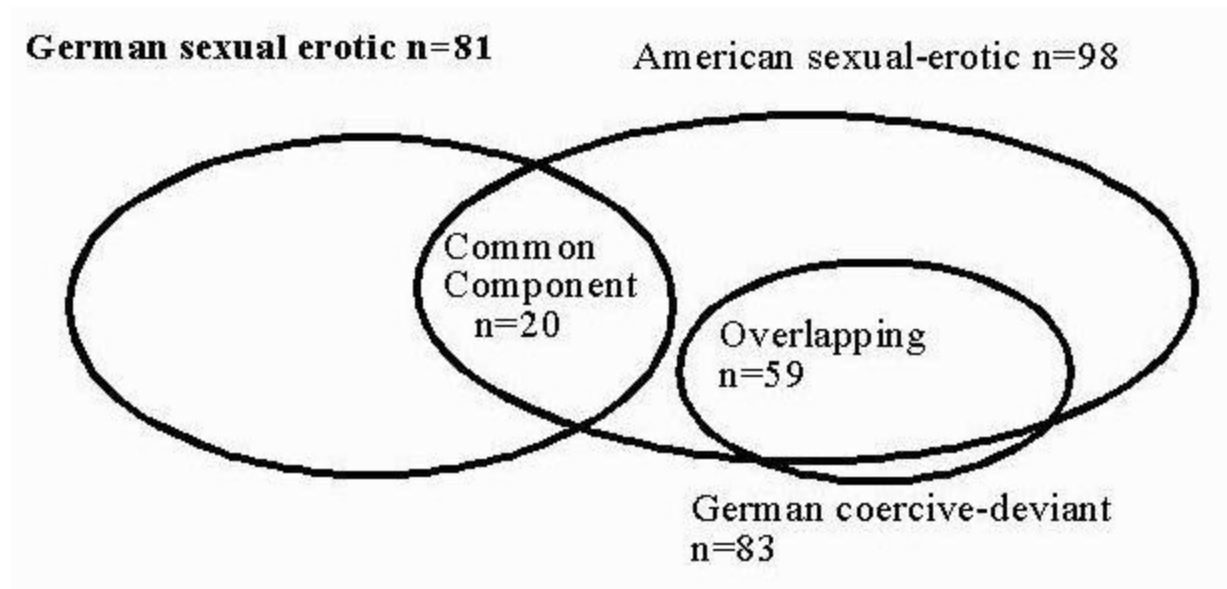 German sexual erotic n=81
American sexual-erotic n=98
Common
Component
n=20
Overlapping
n=59
German coercive-deviant
n=83